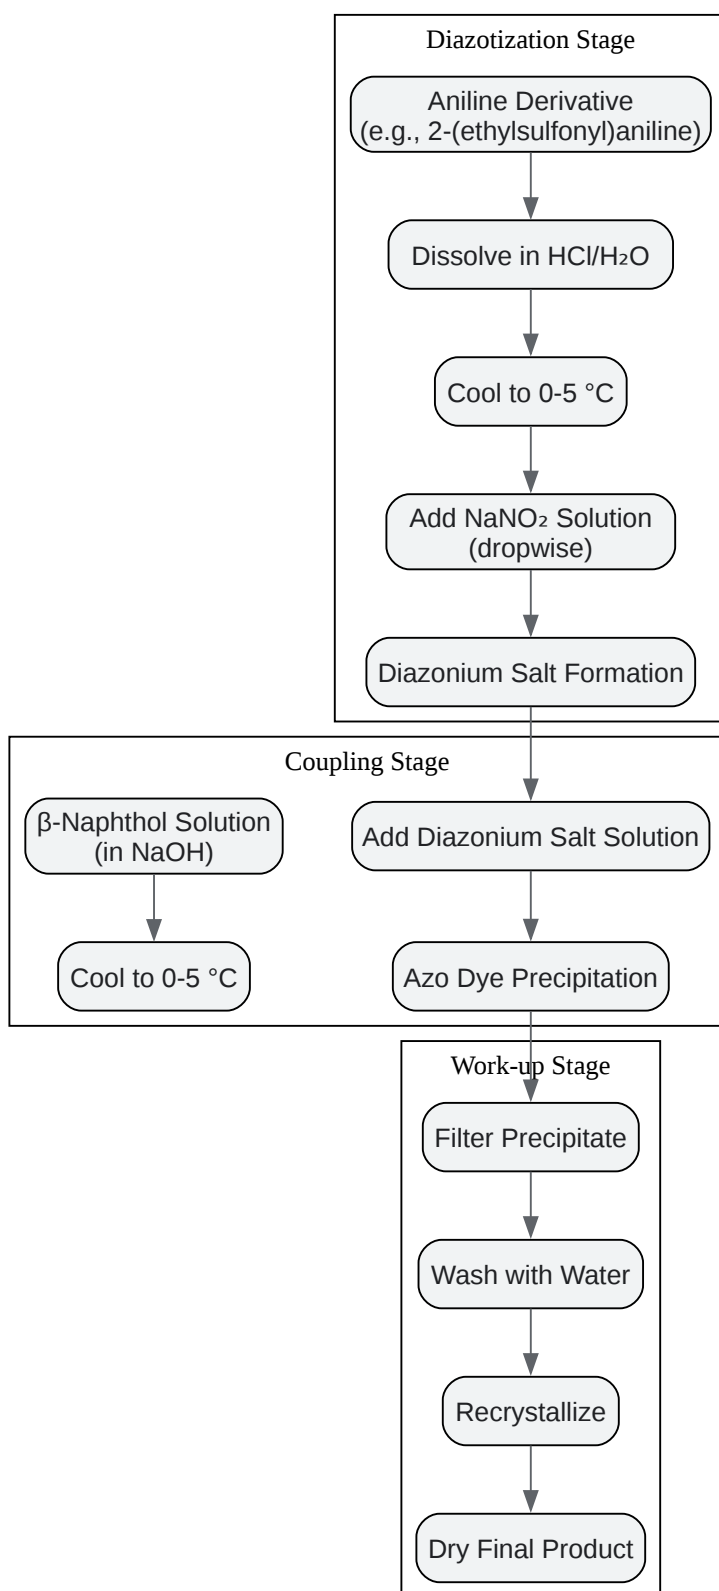 Diazotization Stage
Aniline Derivative
(e.g., 2-(ethylsulfonyl)aniline)
Dissolve in HCl/H₂O
Cool to 0-5 °C
Add NaNO₂ Solution
(dropwise)
Diazonium Salt Formation
Coupling Stage
β-Naphthol Solution
(in NaOH)
Add Diazonium Salt Solution
Cool to 0-5 °C
Azo Dye Precipitation
Work-up Stage
Filter Precipitate
Wash with Water
Recrystallize
Dry Final Product